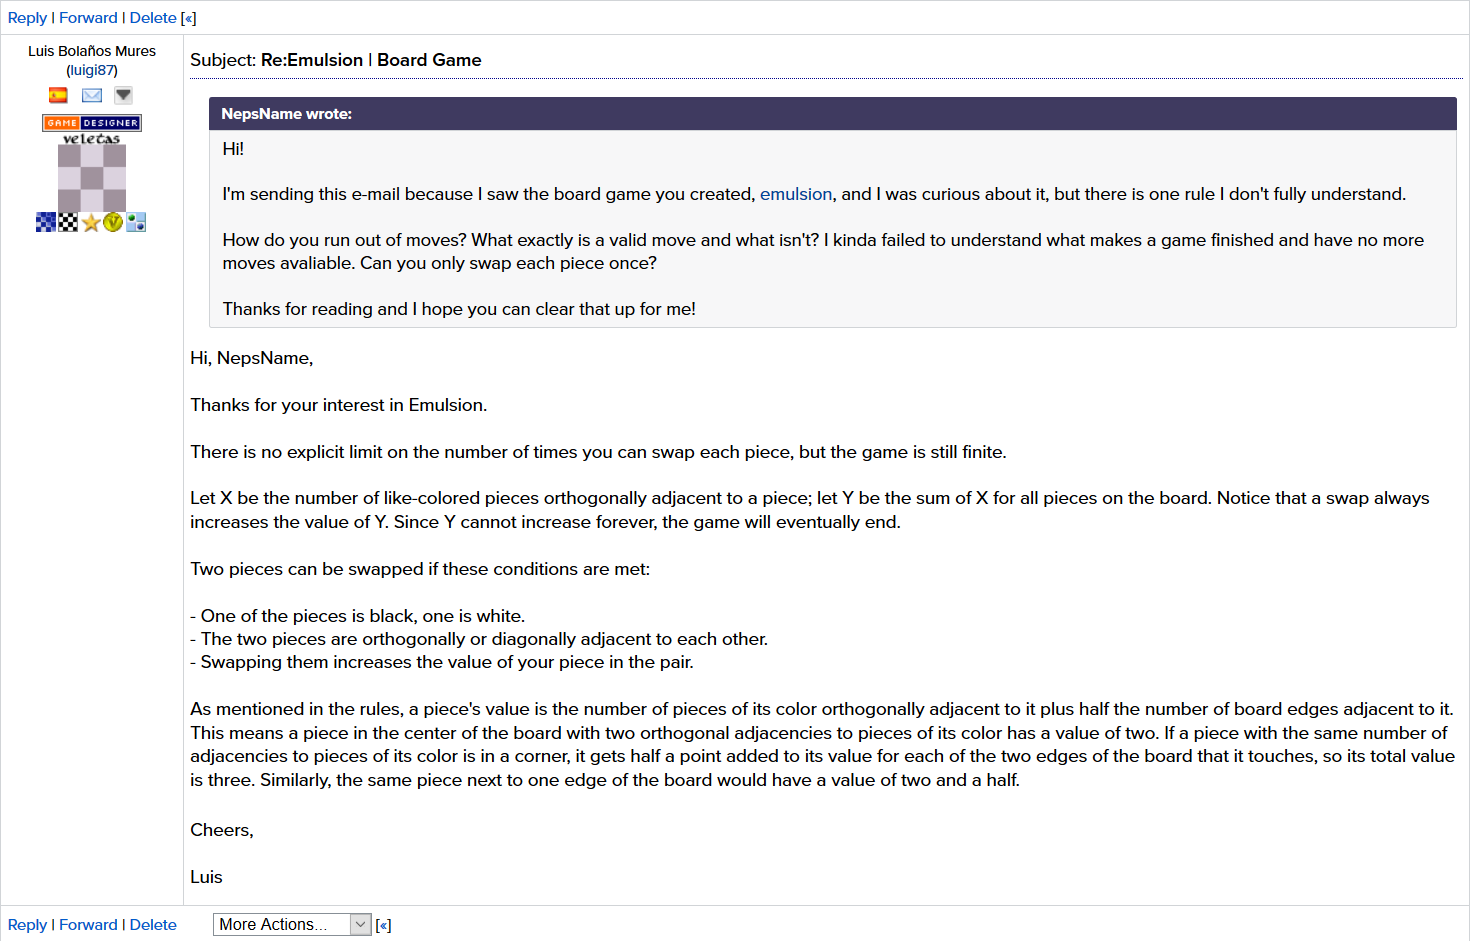 Reply | Forward | Delete [«]
Luis Bolaños Mures
(luigi87)
GAME DESIGNER
veletas
Subject: Re:Emulsion | Board Game
NepsName wrote:
Hi!
I'm sending this e-mail because I saw the board game you created, emulsion, and I was curious about it, but there is one rule I don't fully understand.
How do you run out of moves? What exactly is a valid move and what isn't? I kinda failed to understand what makes a game finished and have no more
moves avaliable. Can you only swap each piece once?
Thanks for reading and I hope you can clear that up for me!
Hi, NepsName,
Thanks for your interest in Emulsion.
There is no explicit limit on the number of times you can swap each piece, but the game is still finite.
Let X be the number of like-colored pieces orthogonally adjacent to a piece; let Y be the sum of X for all pieces on the board. Notice that a swap always
increases the value of Y. Since Y cannot increase forever, the game will eventually end.
Two pieces can be swapped if these conditions are met:
- One of the pieces is black, one is white.
- The two pieces are orthogonally or diagonally adjacent to each other.
- Swapping them increases the value of your piece in the pair.
As mentioned in the rules, a piece's value is the number of pieces of its color orthogonally adjacent to it plus half the number of board edges adjacent to it.
This means a piece in the center of the board with two orthogonal adjacencies to pieces of its color has a value of two. If a piece with the same number of
adjacencies to pieces of its color is in a corner, it gets half a point added to its value for each of the two edges of the board that it touches, so its total value
is three. Similarly, the same piece next to one edge of the board would have a value of two and a half.
Cheers,
Luis
Reply | Forward | Delete More Actions... [«]